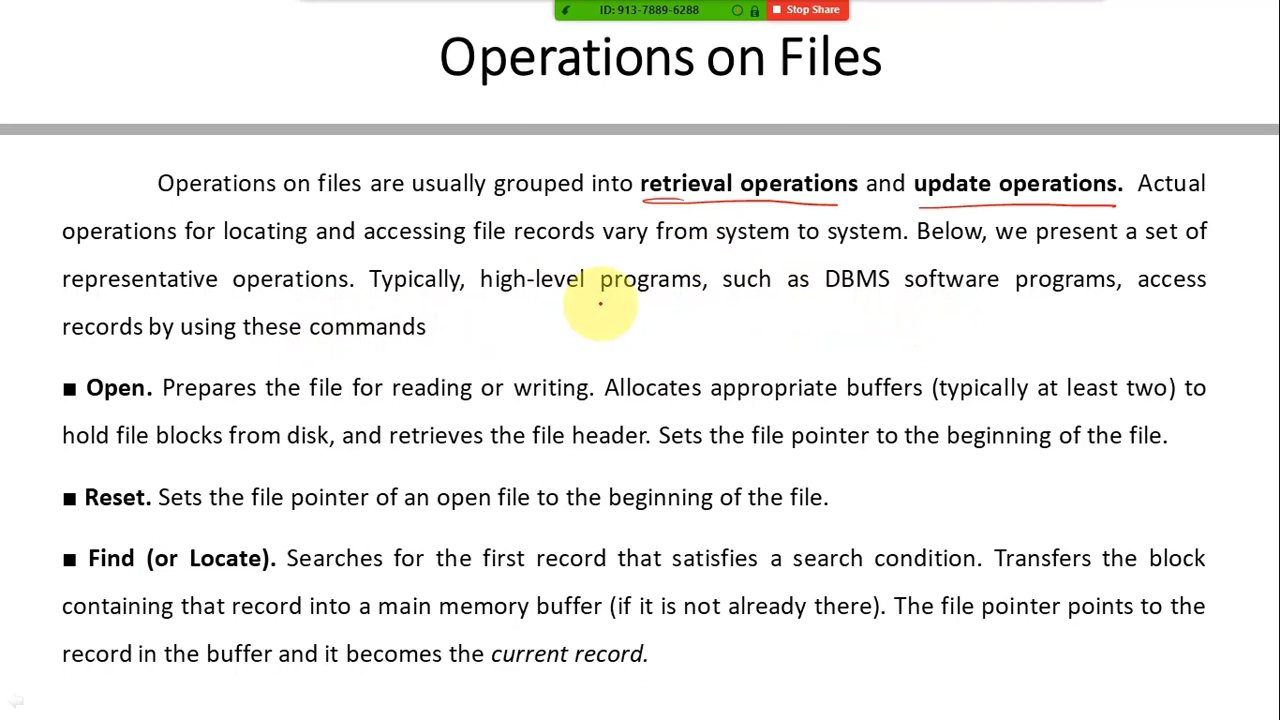 ID: 913-7889-6288
Stop Share
Operations on Files
Operations on files are usually grouped into retrieval operations and update operations. Actual
operations for locating and accessing file records vary from system to system. Below, we present a set of
representative operations. Typically, high-level programs, such as DBMS software programs, access
records by using these commands
■ Open. Prepares the file for reading or writing. Allocates appropriate buffers (typically at least two) to
hold file blocks from disk, and retrieves the file header. Sets the file pointer to the beginning of the file.
■ Reset. Sets the file pointer of an open file to the beginning of the file.
■ Find (or Locate). Searches for the first record that satisfies a search condition. Transfers the block
containing that record into a main memory buffer (if it is not already there). The file pointer points to the
record in the buffer and it becomes the current record.